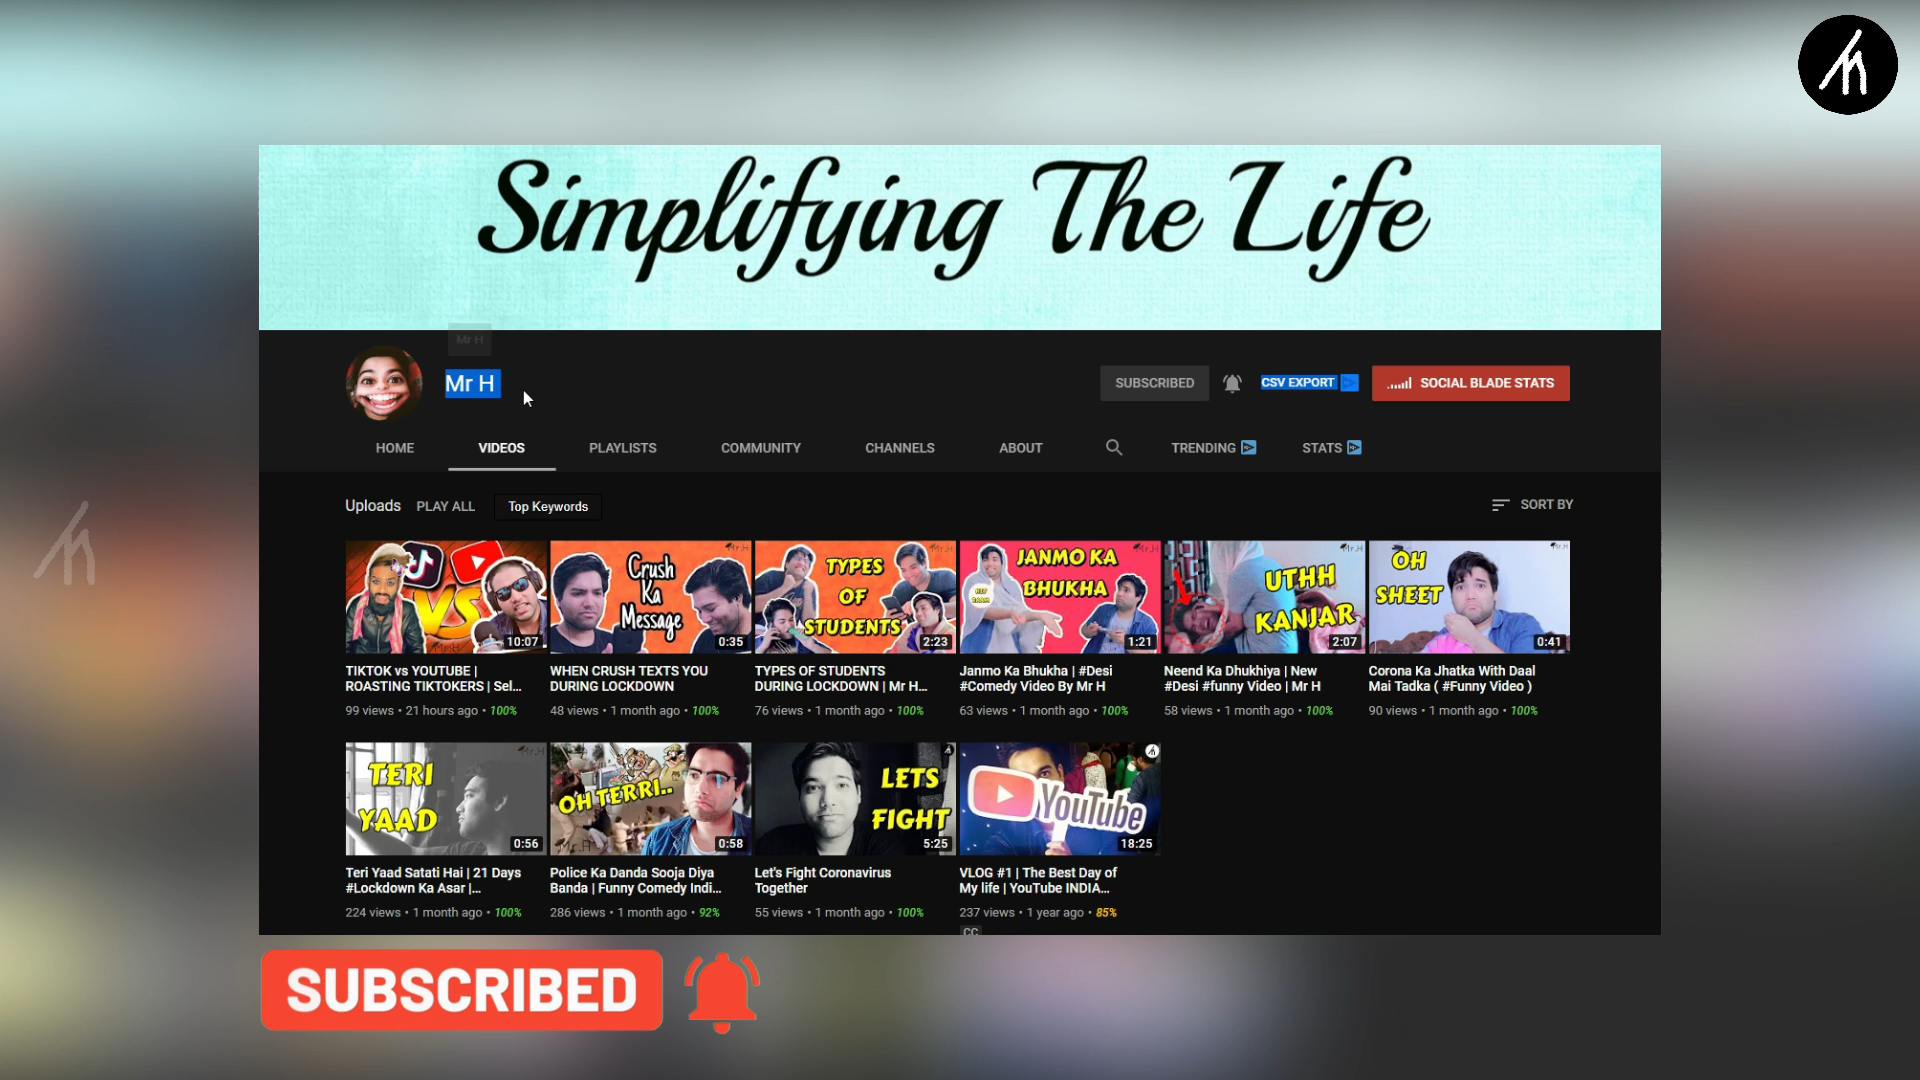 Simplifying The Life
Mr H
Mr H
SUBSCRIBED
CSV EXPORT
SOCIAL BLADE STATS
HOME VIDEOS PLAYLISTS COMMUNITY CHANNELS ABOUT TRENDING STATS
Uploads PLAY ALL Top Keywords SORT BY
VS
10:07
Crush
Ka
Message
0:35
TYPES
OF
STUDENTS
2:23
JANMO KA
BHUKHA
1:21
UTHH
KANJAR
2:07
OH
SHEET
0:41
TIKTOK vs YOUTUBE |
ROASTING TIKTOKERS | Sel...
99 views • 21 hours ago • 100%
WHEN CRUSH TEXTS YOU
DURING LOCKDOWN
48 views • 1 month ago • 100%
TYPES OF STUDENTS
DURING LOCKDOWN | Mr H...
76 views • 1 month ago • 100%
Janmo Ka Bhukha | #Desi
#Comedy Video By Mr H
63 views • 1 month ago • 100%
Neend Ka Dhukhiya | New
#Desi #funny Video | Mr H
58 views • 1 month ago • 100%
Corona Ka Jhatka With Daal
Mai Tadka ( #Funny Video )
90 views • 1 month ago • 100%
TERI
YAAD
0:56
OH TERRI..
0:58
LETS
FIGHT
5:25
YouTube
18:25
Teri Yaad Satati Hai | 21 Days
#Lockdown Ka Asar |...
224 views • 1 month ago • 100%
Police Ka Danda Sooja Diya
Banda | Funny Comedy Indi...
286 views • 1 month ago • 92%
Let's Fight Coronavirus
Together
55 views • 1 month ago • 100%
VLOG #1 | The Best Day of
My life | YouTube INDIA...
237 views • 1 year ago • 85%
CC
SUBSCRIBED